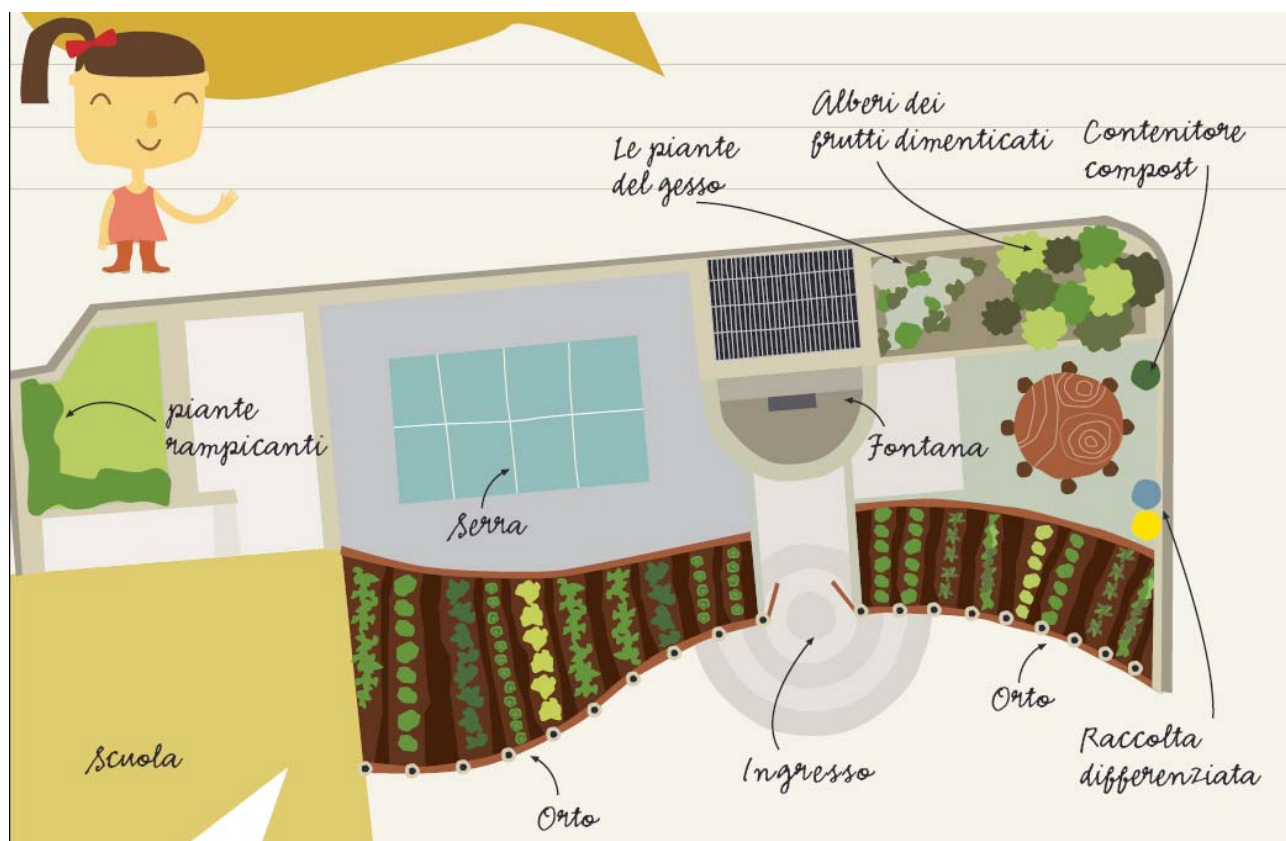 Alberi dei
frutti dimenticati
Contenitore
compost
Le piante
del gesso
piante
rampicanti
Fontana
serra
Orto
Scuola
Ingresso
Raccolta
differenziata
Orto